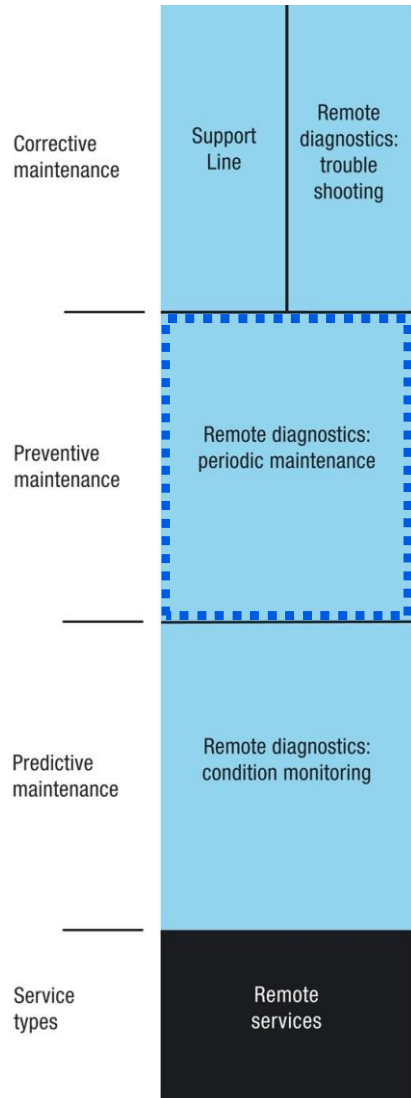 Corrective
maintenance
Support
Line
Remote
diagnostics:
trouble
shooting
Preventive
maintenance
Remote diagnostics:
periodic maintenance
Predictive
maintenance
Remote diagnostics:
condition monitoring
Service
types
Remote
services